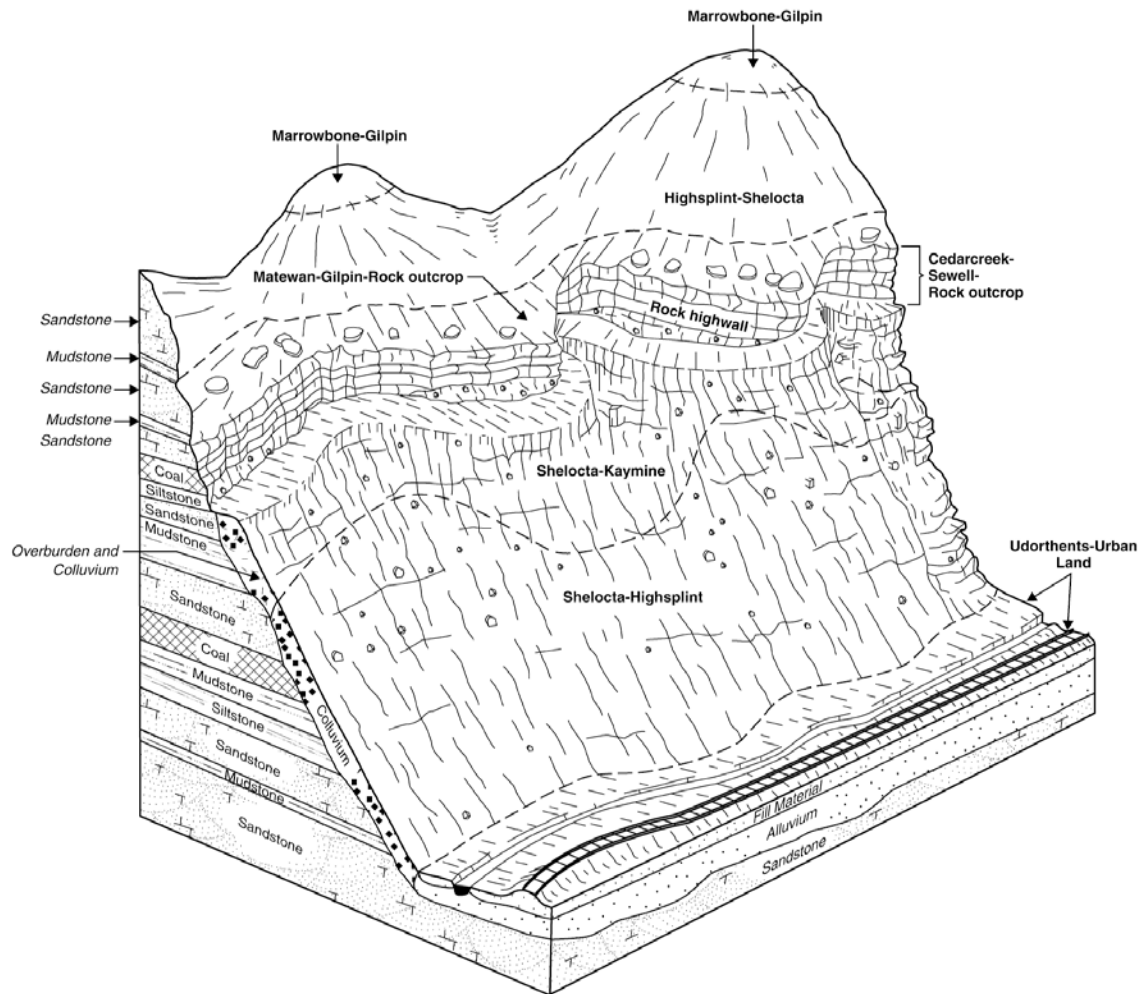 Marrowbone-Gilpin
Marrowbone-Gilpin
Highsplint-Shelocta
Matewan-Gilpin-Rock outcrop
Cedarcreek-
Sewell-
Rock outcrop
Rock highwall
Sandstone
Mudstone
Sandstone
Mudstone
Sandstone
Coal
Siltstone
Sandstone
Mudstone
Overburden and
Colluvium
Sandstone
Coal
Mudstone
Siltstone
Sandstone
Mudstone
Sandstone
Colluvium
Shelocta-Kaymine
Shelocta-Highsplint
Udorthents-Urban
Land
Fill Material
Alluvium
Sandstone